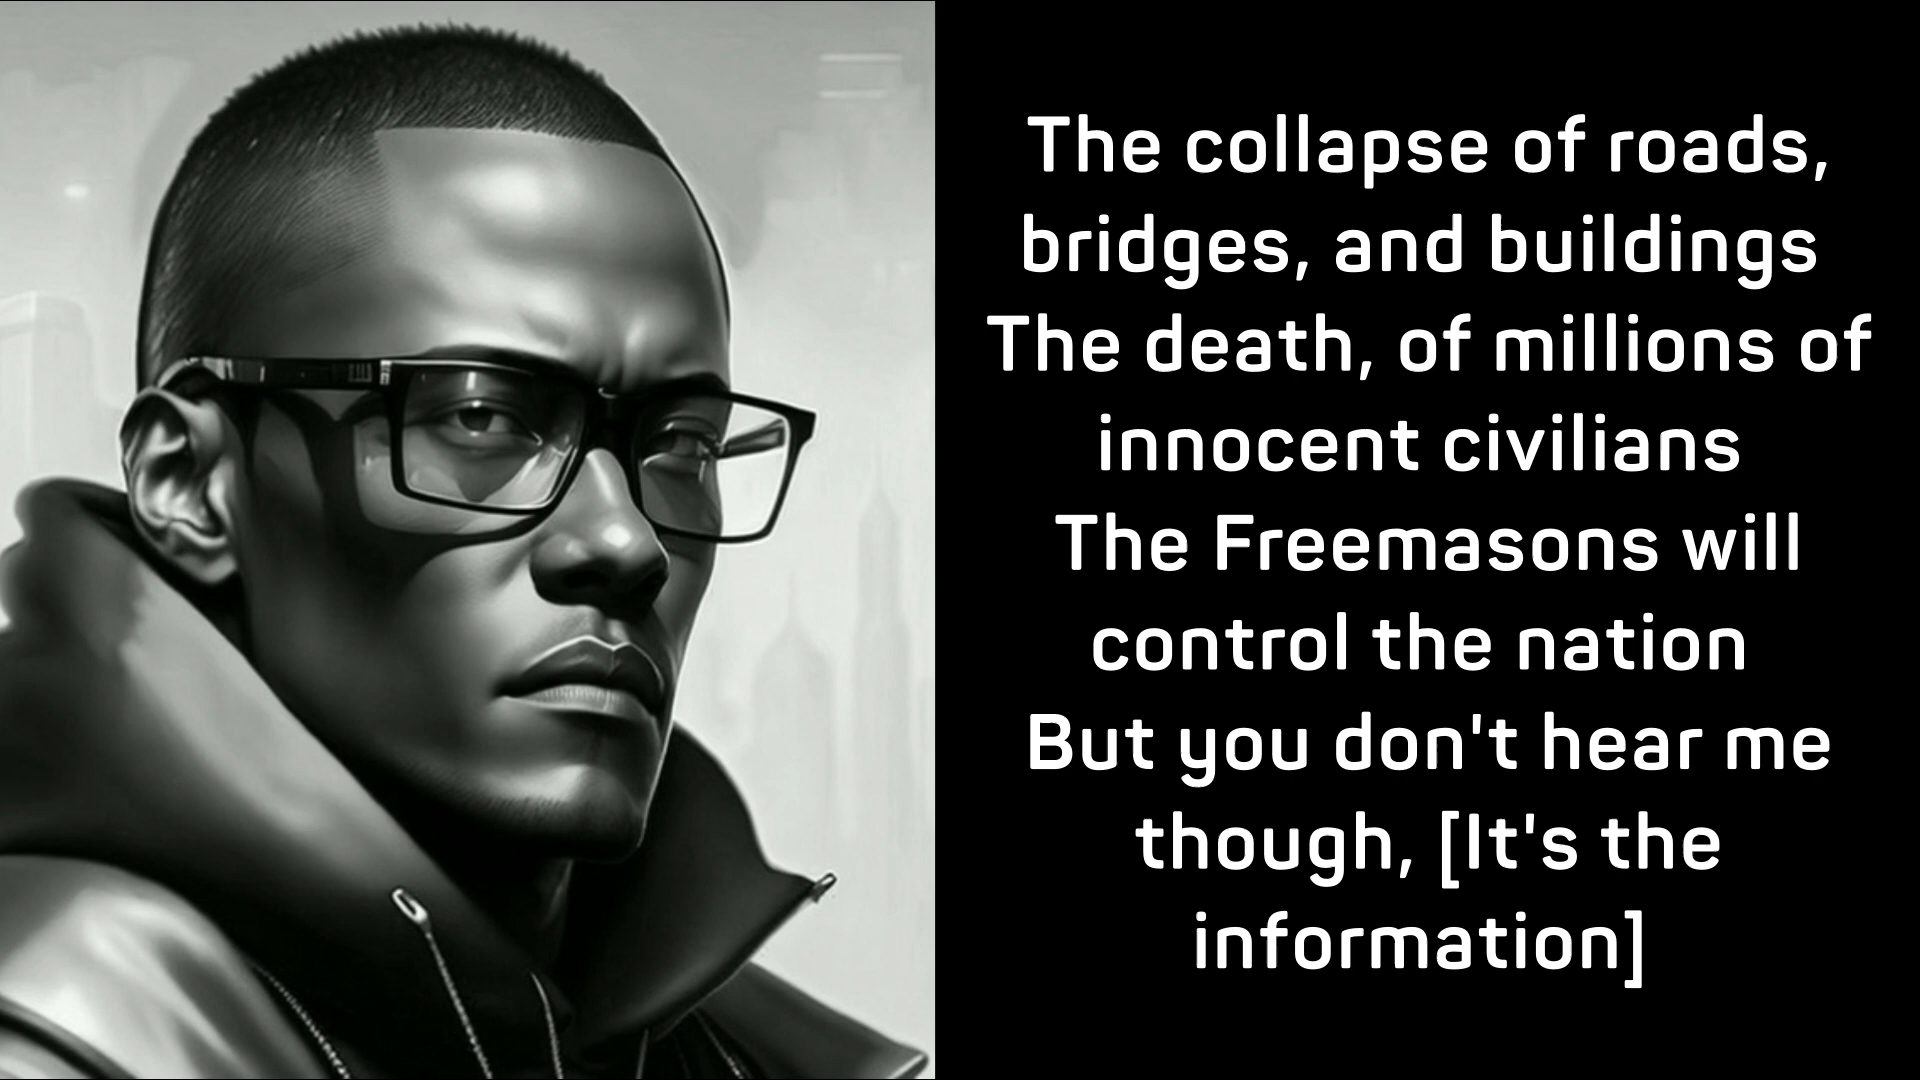 The collapse of roads,
bridges, and buildings
The death, of millions of
innocent civilians
The Freemasons will
control the nation
But you don't hear me
though, [It's the
information]